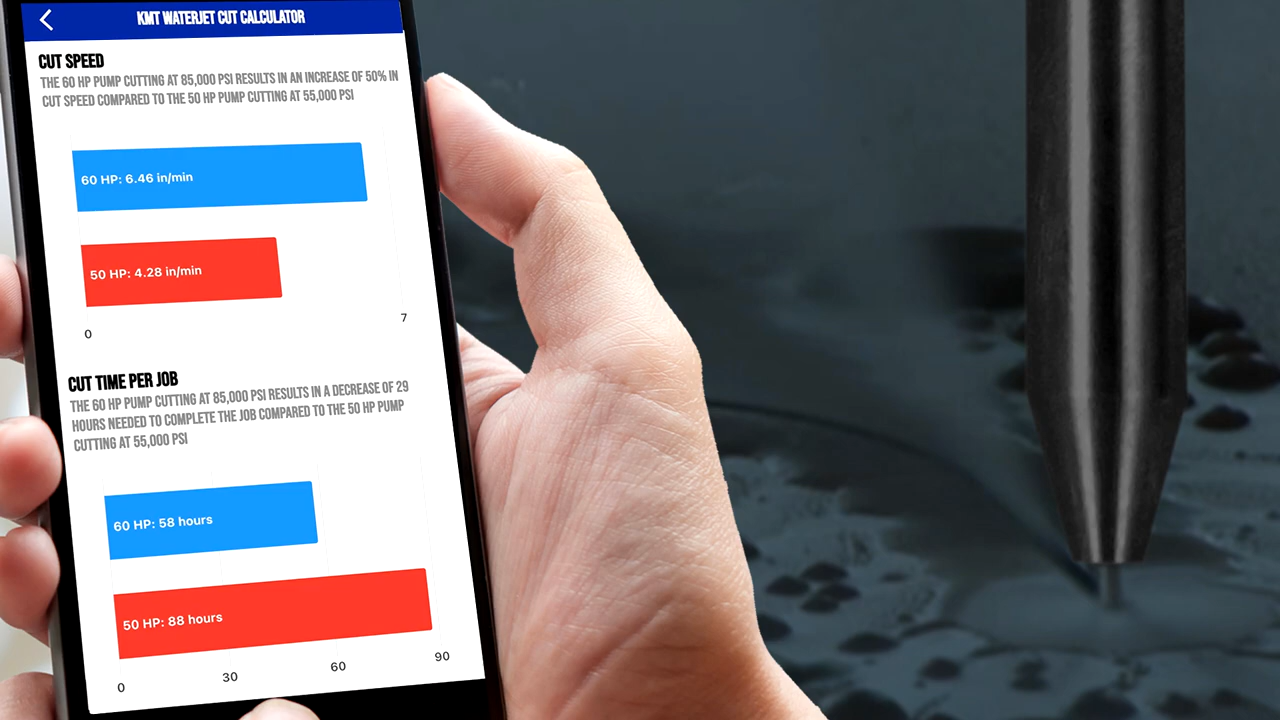 KMT WATERJET CUT CALCULATOR
CUT SPEED
THE 60 HP PUMP CUTTING AT 85,000 PSI RESULTS IN AN INCREASE OF 50% IN
CUT SPEED COMPARED TO THE 50 HP PUMP CUTTING AT 55,000 PSI
60 HP: 6.46 in/min
50 HP: 4.28 in/min
0 7
CUT TIME PER JOB
THE 60 HP PUMP CUTTING AT 85,000 PSI RESULTS IN A DECREASE OF 29
HOURS NEEDED TO COMPLETE THE JOB COMPARED TO THE 50 HP PUMP
CUTTING AT 55,000 PSI
60 HP: 58 hours
50 HP: 88 hours
0 30 60 90